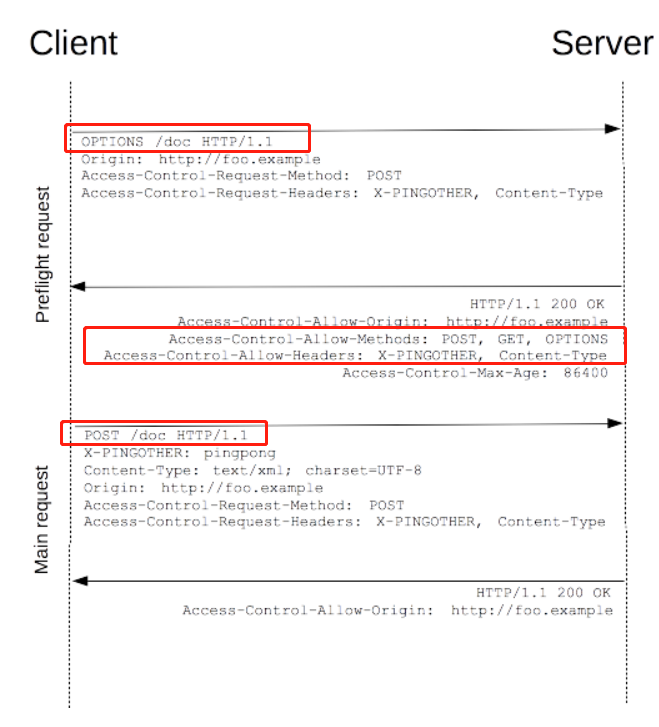 Client
Server
OPTIONS /doc HTTP/1.1
Origin: http://foo.example
Access-Control-Request-Method: POST
Access-Control-Request-Headers: X-PINGOTHER, Content-Type
Preflight request
HTTP/1.1 200 OK
Access-Control-Allow-Origin: http://foo.example
Access-Control-Allow-Methods: POST, GET, OPTIONS
Access-Control-Allow-Headers: X-PINGOTHER, Content-Type
Access-Control-Max-Age: 86400
POST /doc HTTP/1.1
X-PINGOTHER: pingpong
Content-Type: text/xml; charset=UTF-8
Origin: http://foo.example
Access-Control-Request-Method: POST
Access-Control-Request-Headers: X-PINGOTHER, Content-Type
Main request
HTTP/1.1 200 OK
Access-Control-Allow-Origin: http://foo.example